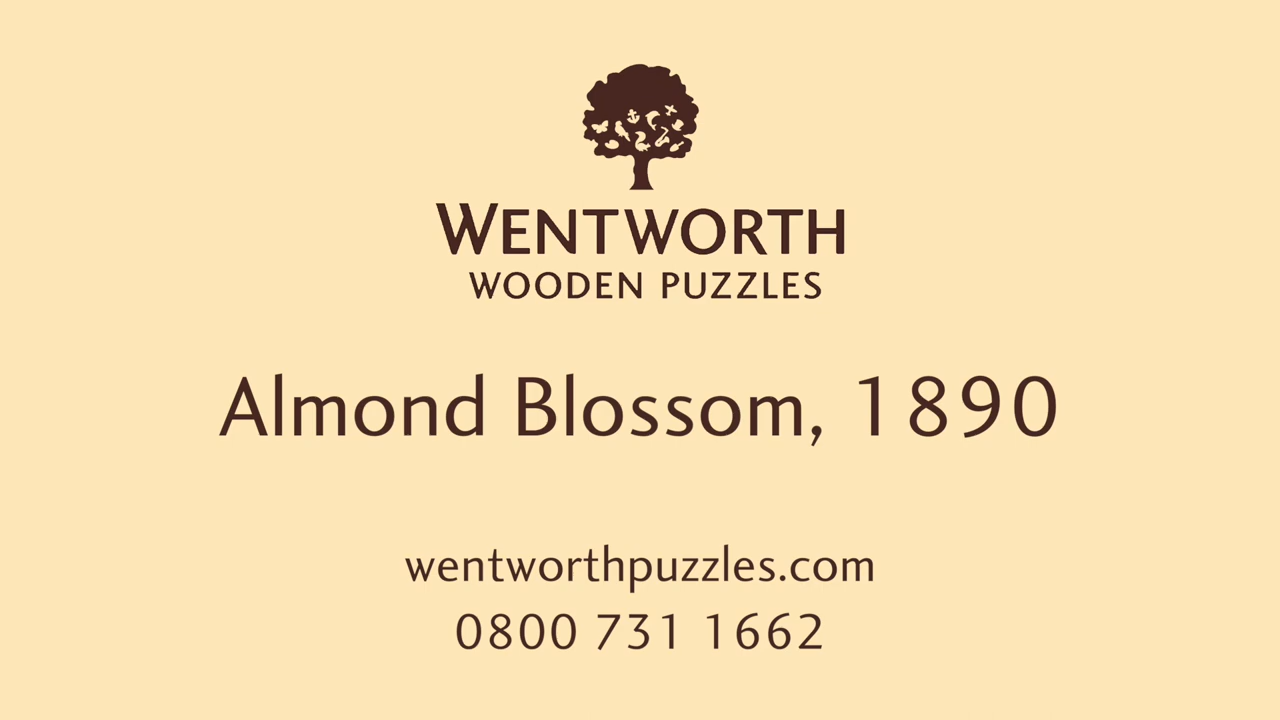 WENTWORTH
WOODEN PUZZLES
Almond Blossom, 1890
wentworthpuzzles.com
0800 731 1662